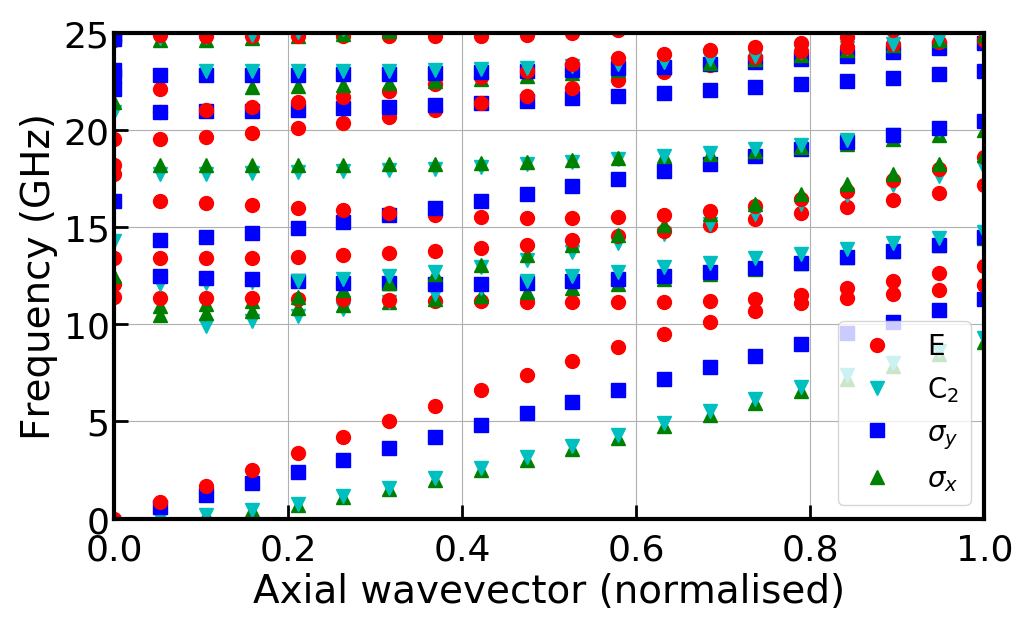 25
20
15
10
5
0
Frequency (GHz)
0.0 0.2 0.4 0.6 0.8 1.0
Axial wavevector (normalised)
E
C₂
σ_y
σₓ